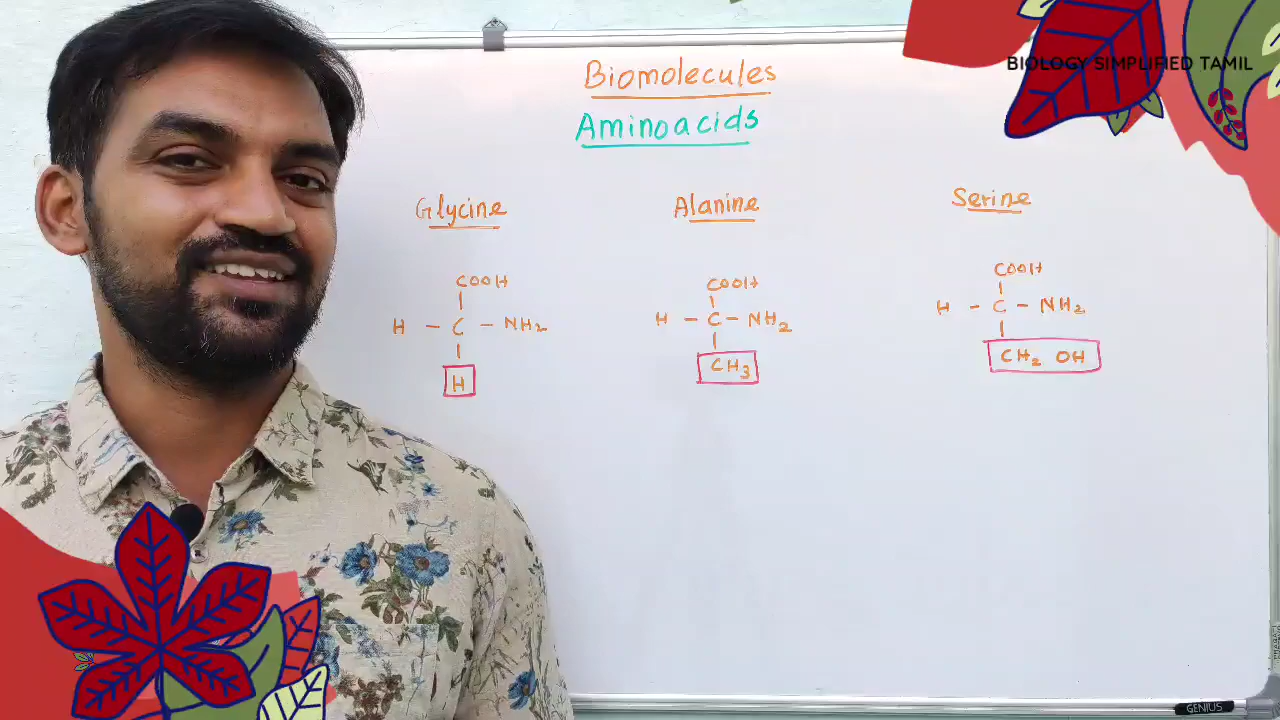 BIOLOGY SIMPLIFIED TAMIL
Biomolecules
Aminoacids
Glycine
COOH
H - C - NH2
H
Alanine
COOH
H - C - NH2
CH3
Serine
COOH
H - C - NH2
CH2 OH
GENIUS